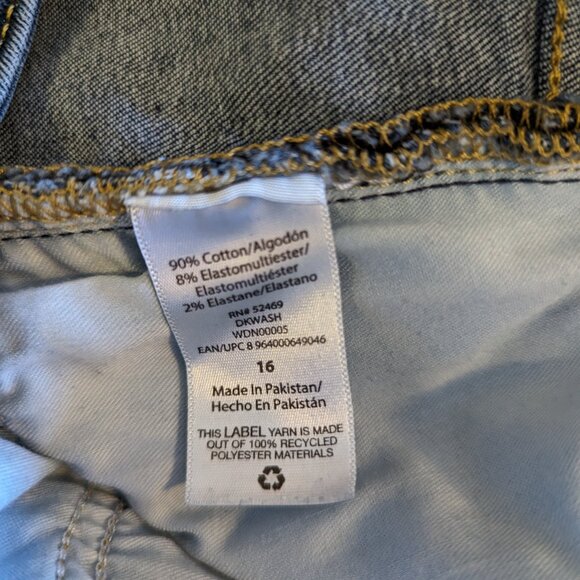 90% Cotton/Algodón
8% Elastomultiester/
Elastomultiéster
2% Elastane/Elastano
RN# 52469
DKWASH
WDN00005
EAN/UPC 8 964000649046
16
Made In Pakistan/
Hecho En Pakistán
THIS LABEL YARN IS MADE
OUT OF 100% RECYCLED
POLYESTER MATERIALS